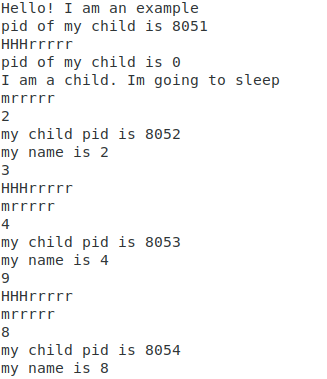 Hello! I am an example
pid of my child is 8051
HHHrrrrr
pid of my child is 0
I am a child. Im going to sleep
mrrrrr
2
my child pid is 8052
my name is 2
3
HHHrrrrr
mrrrrr
4
my child pid is 8053
my name is 4
9
HHHrrrrr
mrrrrr
8
my child pid is 8054
my name is 8